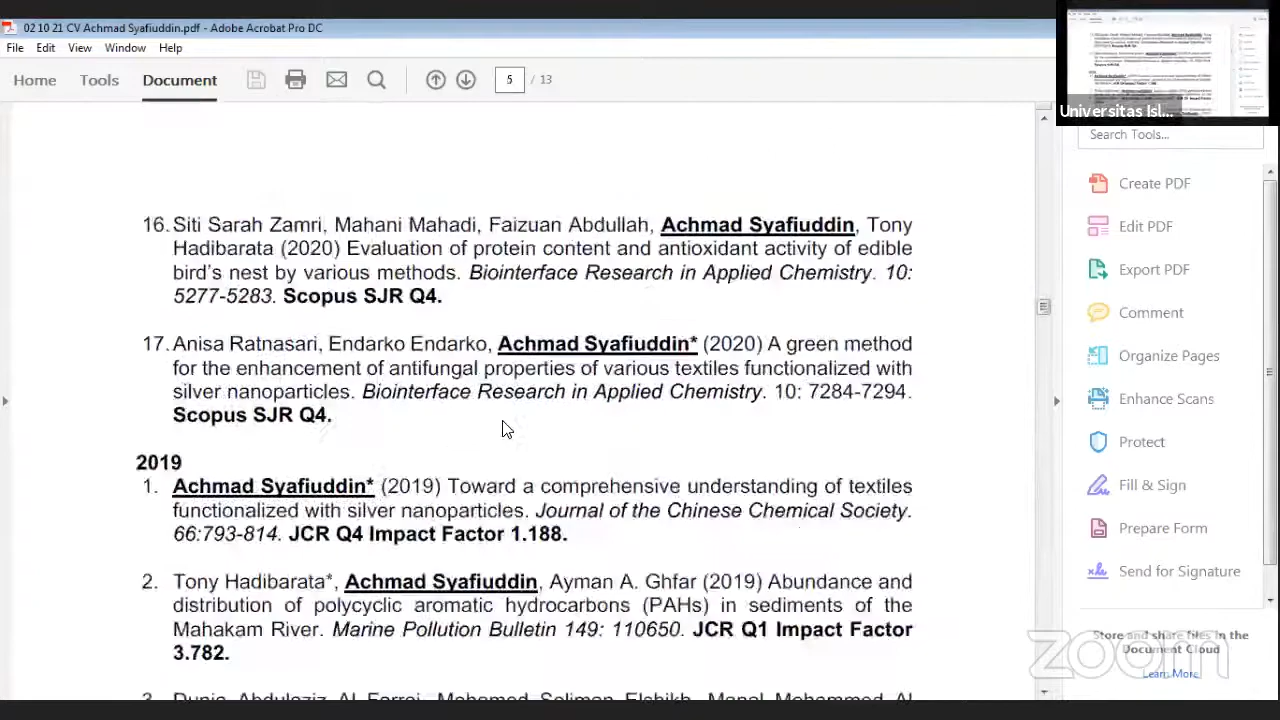 02 10 21 CV Achmad Syafiuddin.pdf - Adobe Acrobat Pro DC
File Edit View Window Help
Home Tools Document 5 / 1
Universitas Isl...
Search Tools...
Create PDF
Edit PDF
Export PDF
Comment
Organize Pages
Enhance Scans
Protect
Fill & Sign
Prepare Form
Send for Signature
Store and share files in the
Document Cloud
Learn More
zoom
16. Siti Sarah Zamri, Mahani Mahadi, Faizuan Abdullah, Achmad Syafiuddin, Tony
Hadibarata (2020) Evaluation of protein content and antioxidant activity of edible
bird's nest by various methods. Biointerface Research in Applied Chemistry. 10:
5277-5283. Scopus SJR Q4.
17. Anisa Ratnasari, Endarko Endarko, Achmad Syafiuddin* (2020) A green method
for the enhancement of antifungal properties of various textiles functionalized with
silver nanoparticles. Biointerface Research in Applied Chemistry. 10: 7284-7294.
Scopus SJR Q4.
2019
1. Achmad Syafiuddin* (2019) Toward a comprehensive understanding of textiles
functionalized with silver nanoparticles. Journal of the Chinese Chemical Society.
66:793-814. JCR Q4 Impact Factor 1.188.
2. Tony Hadibarata*, Achmad Syafiuddin, Ayman A. Ghfar (2019) Abundance and
distribution of polycyclic aromatic hydrocarbons (PAHs) in sediments of the
Mahakam River. Marine Pollution Bulletin 149: 110650. JCR Q1 Impact Factor
3.782.